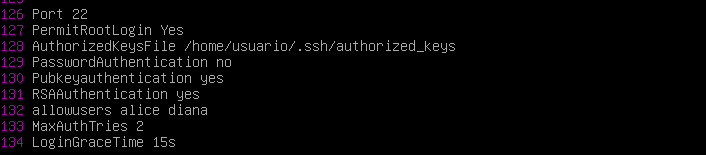 126 Port 22
127 PermitRootLogin Yes
128 AuthorizedKeysFile /home/usuario/.ssh/authorized_keys
129 PasswordAuthentication no
130 Pubkeyauthentication yes
131 RSAAuthentication yes
132 allowusers alice diana
133 MaxAuthTries 2
134 LoginGraceTime 15s